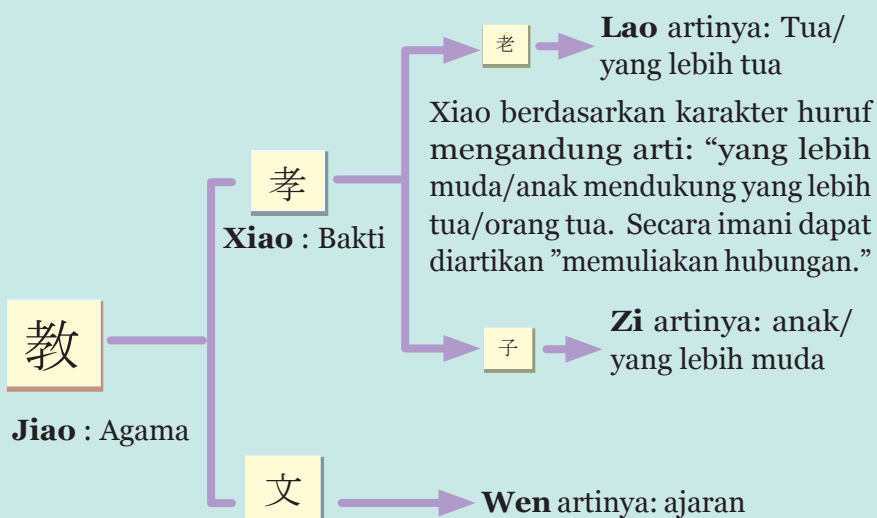 老
Lao artinya: Tua/
yang lebih tua
Xiao berdasarkan karakter huruf
mengandung arti: “yang lebih
muda/anak mendukung yang lebih
tua/orang tua. Secara imani dapat
diartikan ”memuliakan hubungan.”
孝
Xiao : Bakti
子
Zi artinya: anak/
yang lebih muda
教
Jiao : Agama
文
Wen artinya: ajaran